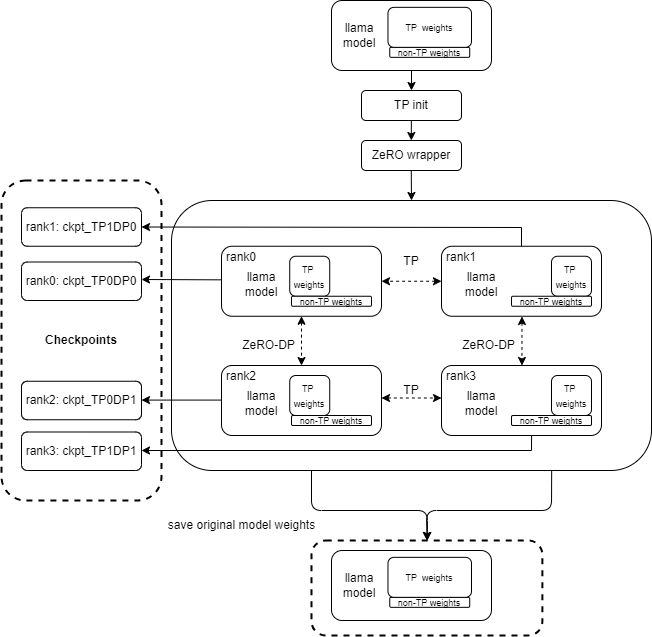 llama
model
TP weights
non-TP weights
TP init
ZeRO wrapper
rank1: ckpt_TP1DP0
rank0: ckpt_TP0DP0
Checkpoints
rank2: ckpt_TP0DP1
rank3: ckpt_TP1DP1
rank0
llama
model
TP
weights
non-TP weights
TP
rank1
llama
model
TP
weights
non-TP weights
ZeRO-DP
ZeRO-DP
rank2
llama
model
TP
weights
non-TP weights
TP
rank3
llama
model
TP
weights
non-TP weights
save original model weights
llama
model
TP weights
non-TP weights